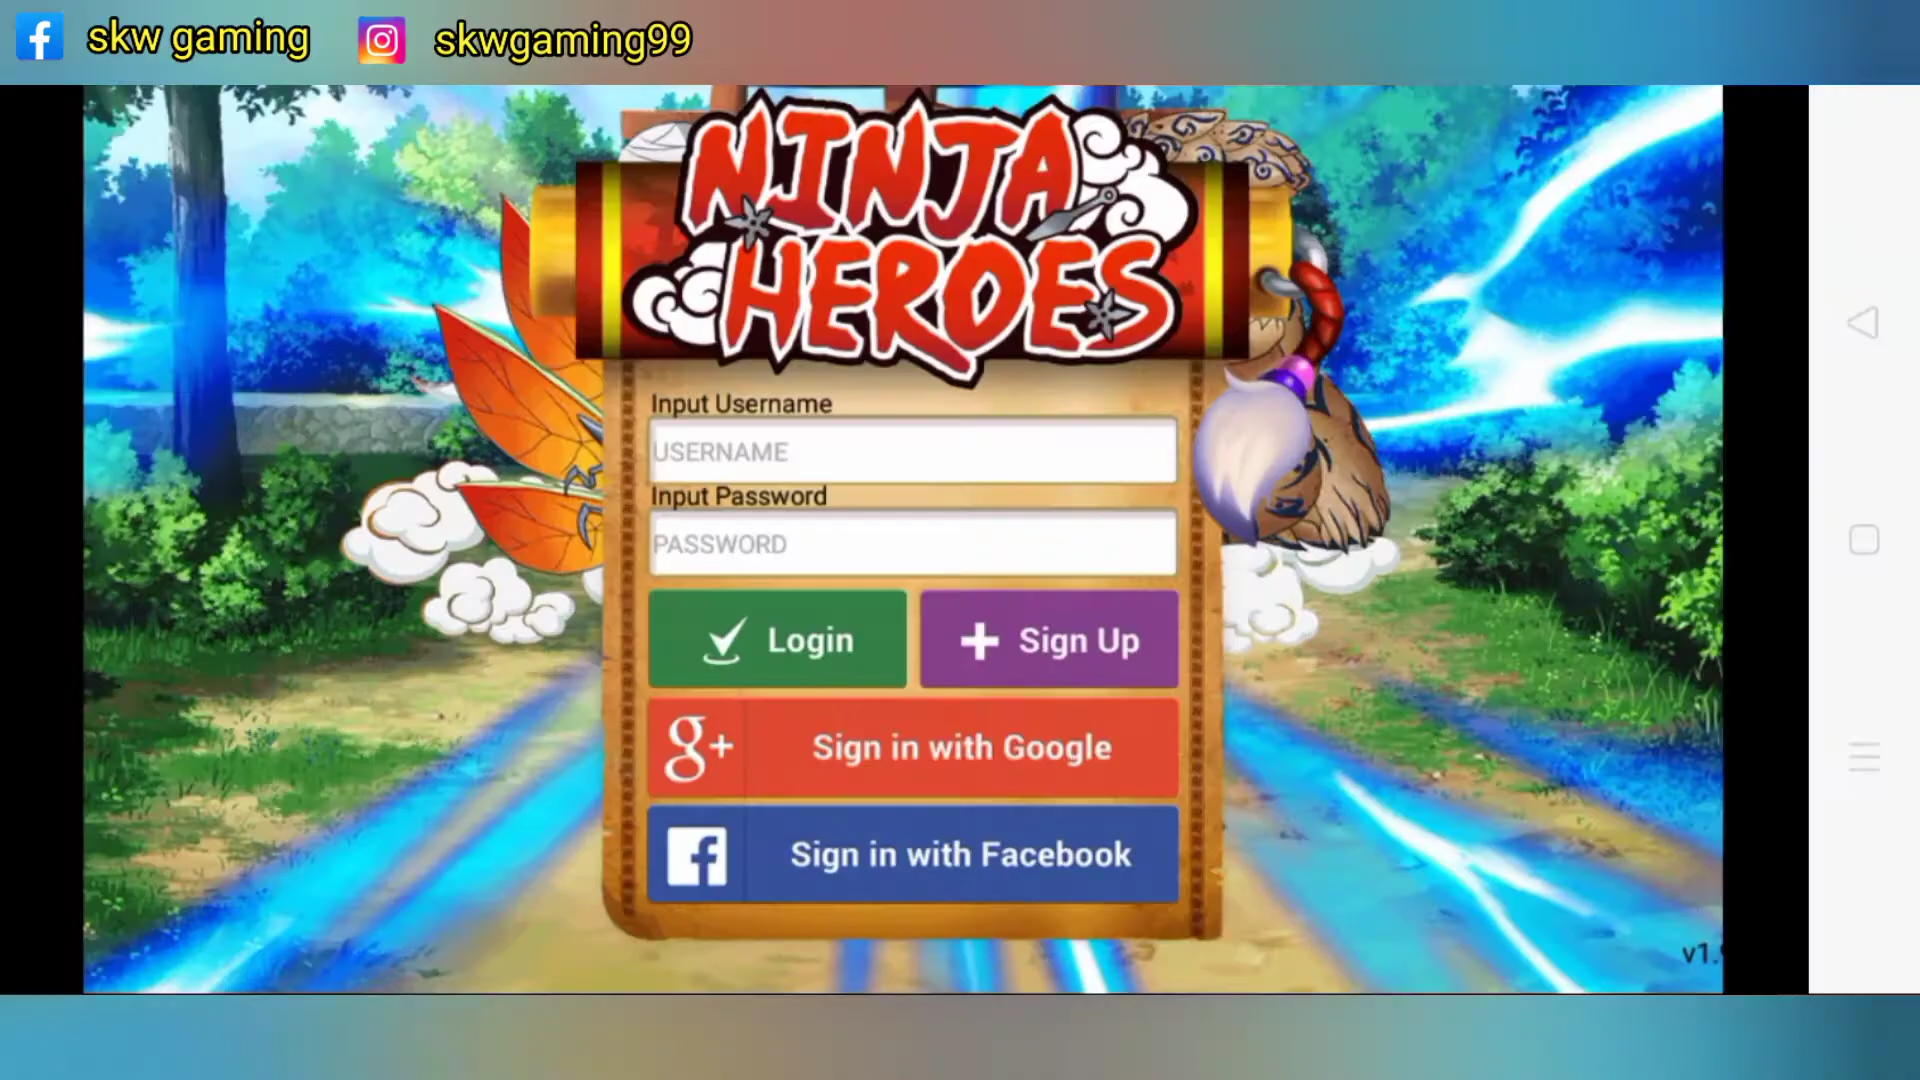 skw gaming
skwgaming99
NINJA
HEROES
Input Username
USERNAME
Input Password
PASSWORD
Login
Sign Up
g+ Sign in with Google
f Sign in with Facebook